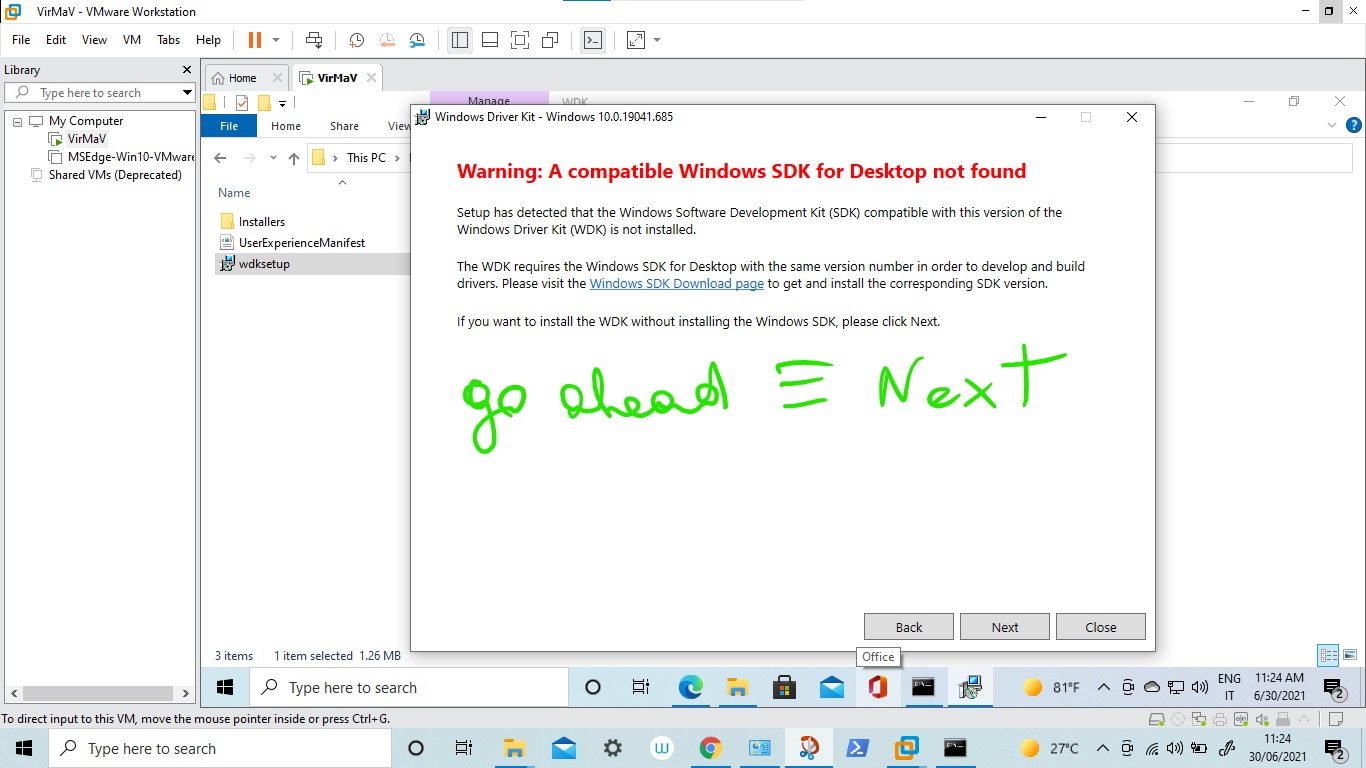 VirMaV - VMware Workstation
File Edit View VM Tabs Help
Library
Type here to search
My Computer
VirMaV
MSEdge-Win10-VMware
Shared VMs (Deprecated)
Home
VirMaV
Manage
WDK
File Home Share View
This PC
Name
Installers
UserExperienceManifest
wdksetup
Windows Driver Kit - Windows 10.0.19041.685
Warning: A compatible Windows SDK for Desktop not found
Setup has detected that the Windows Software Development Kit (SDK) compatible with this version of the
Windows Driver Kit (WDK) is not installed.
The WDK requires the Windows SDK for Desktop with the same version number in order to develop and build
drivers. Please visit the Windows SDK Download page to get and install the corresponding SDK version.
If you want to install the WDK without installing the Windows SDK, please click Next.
go ahead ≡ Next
Back Next Close
3 items 1 item selected 1.26 MB
Office
Type here to search
81°F
ENG
IT
11:24 AM
6/30/2021
2
To direct input to this VM, move the mouse pointer inside or press Ctrl+G.
Type here to search
27°C
11:24
30/06/2021
2